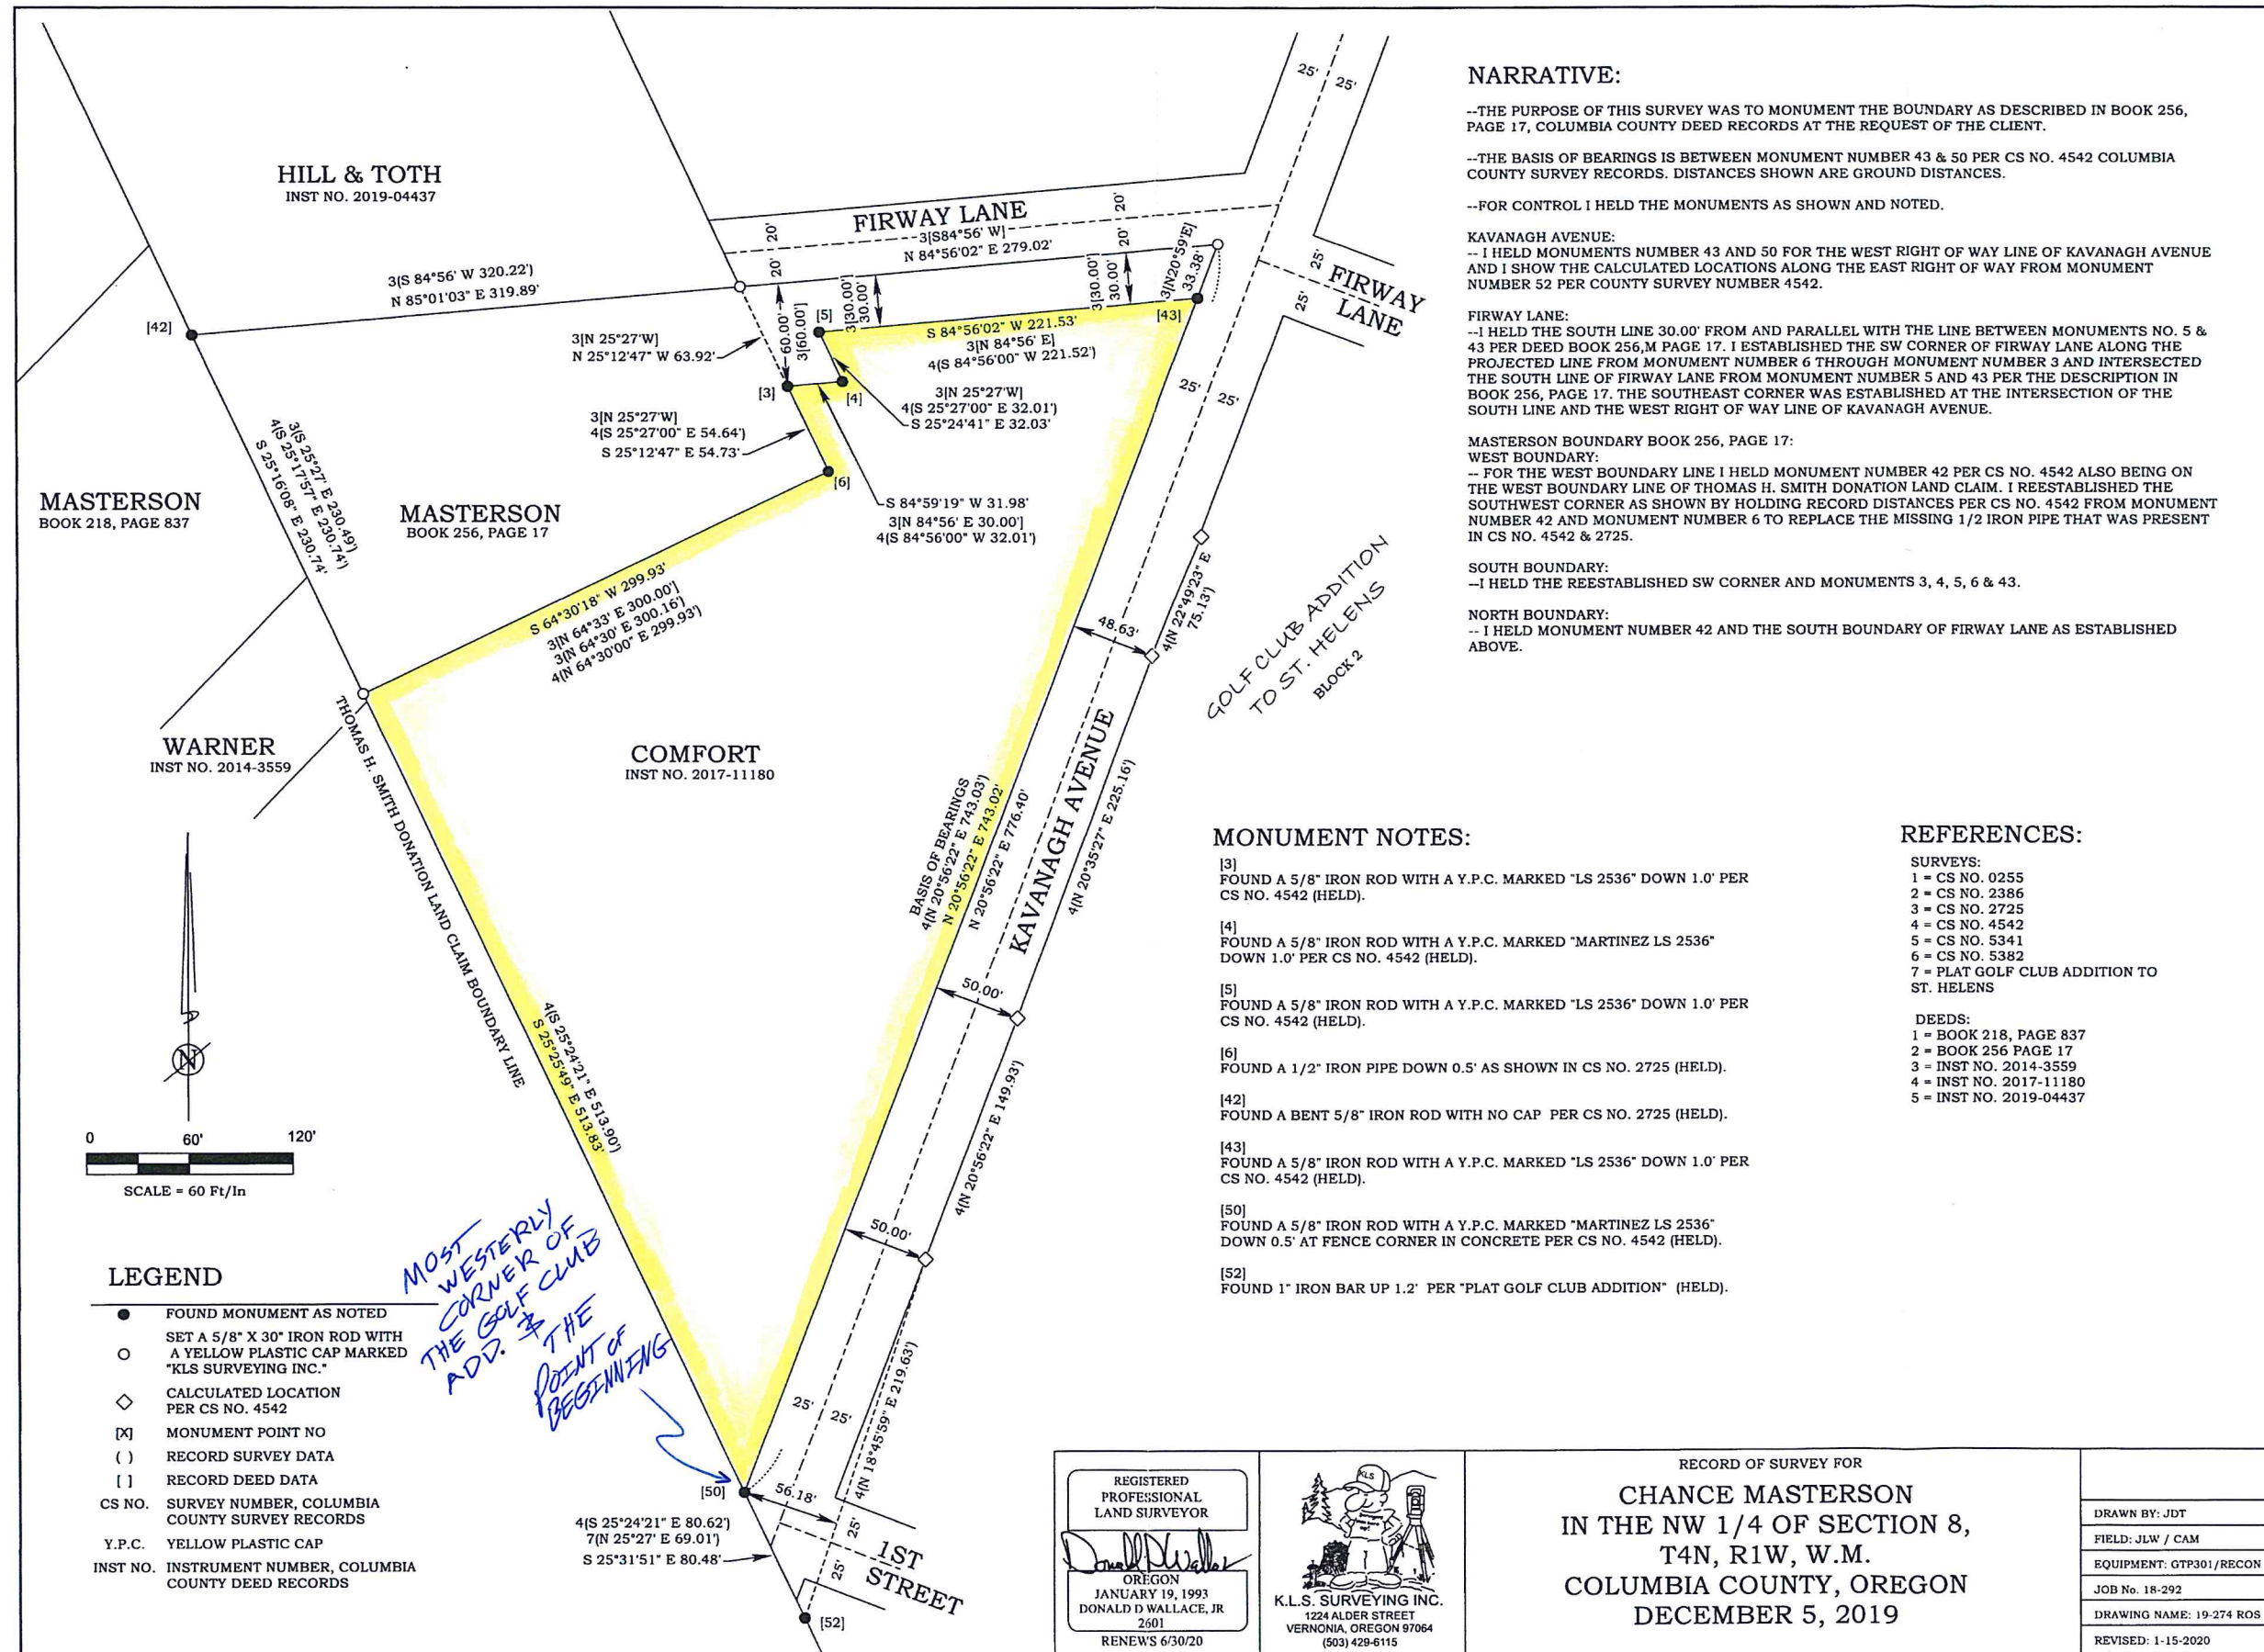 HILL & TOTH
INST NO. 2019-04437
3(S 84°56' W 320.22')
N 85°01'03" E 319.89'
[42]
FIRWAY LANE
3[S84°56' W]
N 84°56'02" E 279.02'
20'
20'
20'
20'
25'
25'
3[N20°59'E]
33.38'
25'
FIRWAY
LANE
25'
3[N 25°27'W]
N 25°12'47" W 63.92'
60.00'
3[60.00']
[5]
3[30.00']
30.00'
3[30.00']
30.00'
[43]
S 84°56'02" W 221.53'
3[N 84°56' E]
4(S 84°56'00" W 221.52')
[3]
[4]
3[N 25°27'W]
4(S 25°27'00" E 32.01')
S 25°24'41" E 32.03'
3[N 25°27'W]
4(S 25°27'00" E 54.64')
S 25°12'47" E 54.73'
[6]
S 84°59'19" W 31.98'
3[N 84°56' E 30.00']
4(S 84°56'00" W 32.01')
25'
25'
3(S 25°27' E 230.49')
4(S 25°17'57" E 230.74')
S 25°16'08" E 230.74'
MASTERSON
BOOK 218, PAGE 837
MASTERSON
BOOK 256, PAGE 17
S 64°30'18" W 299.93'
3[N 64°33' E 300.00']
3(N 64°30' E 300.16')
4(N 64°30'00" E 299.93')
4(N 22°49'23" E
75.13')
48.63'
GOLF CLUB ADDITION
TO ST. HELENS
BLOCK 2
WARNER
INST NO. 2014-3559
THOMAS H. SMITH DONATION LAND CLAIM BOUNDARY LINE
COMFORT
INST NO. 2017-11180
BASIS OF BEARINGS
4(N 20°56'22" E 743.03')
N 20°56'22" E 743.02'
N 20°56'22" E 776.40'
KAVANAGH AVENUE
4(N 20°35'27" E 225.16')
50.00'
4(S 25°24'21" E 513.90')
S 25°25'49" E 513.83'
4(N 20°56'22" E 149.93')
50.00'
N
0 60' 120'
SCALE = 60 Ft/In
MOST
WESTERLY
CORNER OF
THE GOLF CLUB
ADD. & THE
POINT OF
BEGINNING
25'
25'
4(N 18°45'59" E 219.63')
[50]
56.18'
4(S 25°24'21" E 80.62')
7(N 25°27' E 69.01')
S 25°31'51" E 80.48'
25'
25'
1ST
STREET
[52]
LEGEND
FOUND MONUMENT AS NOTED
SET A 5/8" X 30" IRON ROD WITH
A YELLOW PLASTIC CAP MARKED
"KLS SURVEYING INC."
CALCULATED LOCATION
PER CS NO. 4542
[X] MONUMENT POINT NO
( ) RECORD SURVEY DATA
[ ] RECORD DEED DATA
CS NO. SURVEY NUMBER, COLUMBIA
COUNTY SURVEY RECORDS
Y.P.C. YELLOW PLASTIC CAP
INST NO. INSTRUMENT NUMBER, COLUMBIA
COUNTY DEED RECORDS
NARRATIVE:
--THE PURPOSE OF THIS SURVEY WAS TO MONUMENT THE BOUNDARY AS DESCRIBED IN BOOK 256,
PAGE 17, COLUMBIA COUNTY DEED RECORDS AT THE REQUEST OF THE CLIENT.
--THE BASIS OF BEARINGS IS BETWEEN MONUMENT NUMBER 43 & 50 PER CS NO. 4542 COLUMBIA
COUNTY SURVEY RECORDS. DISTANCES SHOWN ARE GROUND DISTANCES.
--FOR CONTROL I HELD THE MONUMENTS AS SHOWN AND NOTED.
KAVANAGH AVENUE:
-- I HELD MONUMENTS NUMBER 43 AND 50 FOR THE WEST RIGHT OF WAY LINE OF KAVANAGH AVENUE
AND I SHOW THE CALCULATED LOCATIONS ALONG THE EAST RIGHT OF WAY FROM MONUMENT
NUMBER 52 PER COUNTY SURVEY NUMBER 4542.
FIRWAY LANE:
--I HELD THE SOUTH LINE 30.00' FROM AND PARALLEL WITH THE LINE BETWEEN MONUMENTS NO. 5 &
43 PER DEED BOOK 256,M PAGE 17. I ESTABLISHED THE SW CORNER OF FIRWAY LANE ALONG THE
PROJECTED LINE FROM MONUMENT NUMBER 6 THROUGH MONUMENT NUMBER 3 AND INTERSECTED
THE SOUTH LINE OF FIRWAY LANE FROM MONUMENT NUMBER 5 AND 43 PER THE DESCRIPTION IN
BOOK 256, PAGE 17. THE SOUTHEAST CORNER WAS ESTABLISHED AT THE INTERSECTION OF THE
SOUTH LINE AND THE WEST RIGHT OF WAY LINE OF KAVANAGH AVENUE.
MASTERSON BOUNDARY BOOK 256, PAGE 17:
WEST BOUNDARY:
-- FOR THE WEST BOUNDARY LINE I HELD MONUMENT NUMBER 42 PER CS NO. 4542 ALSO BEING ON
THE WEST BOUNDARY LINE OF THOMAS H. SMITH DONATION LAND CLAIM. I REESTABLISHED THE
SOUTHWEST CORNER AS SHOWN BY HOLDING RECORD DISTANCES PER CS NO. 4542 FROM MONUMENT
NUMBER 42 AND MONUMENT NUMBER 6 TO REPLACE THE MISSING 1/2 IRON PIPE THAT WAS PRESENT
IN CS NO. 4542 & 2725.
SOUTH BOUNDARY:
--I HELD THE REESTABLISHED SW CORNER AND MONUMENTS 3, 4, 5, 6 & 43.
NORTH BOUNDARY:
-- I HELD MONUMENT NUMBER 42 AND THE SOUTH BOUNDARY OF FIRWAY LANE AS ESTABLISHED
ABOVE.
MONUMENT NOTES:
[3]
FOUND A 5/8" IRON ROD WITH A Y.P.C. MARKED "LS 2536" DOWN 1.0' PER
CS NO. 4542 (HELD).
[4]
FOUND A 5/8" IRON ROD WITH A Y.P.C. MARKED "MARTINEZ LS 2536"
DOWN 1.0' PER CS NO. 4542 (HELD).
[5]
FOUND A 5/8" IRON ROD WITH A Y.P.C. MARKED "LS 2536" DOWN 1.0' PER
CS NO. 4542 (HELD).
[6]
FOUND A 1/2" IRON PIPE DOWN 0.5' AS SHOWN IN CS NO. 2725 (HELD).
[42]
FOUND A BENT 5/8" IRON ROD WITH NO CAP PER CS NO. 2725 (HELD).
[43]
FOUND A 5/8" IRON ROD WITH A Y.P.C. MARKED "LS 2536" DOWN 1.0' PER
CS NO. 4542 (HELD).
[50]
FOUND A 5/8" IRON ROD WITH A Y.P.C. MARKED "MARTINEZ LS 2536"
DOWN 0.5' AT FENCE CORNER IN CONCRETE PER CS NO. 4542 (HELD).
[52]
FOUND 1" IRON BAR UP 1.2' PER "PLAT GOLF CLUB ADDITION" (HELD).
REFERENCES:
SURVEYS:
1 = CS NO. 0255
2 = CS NO. 2386
3 = CS NO. 2725
4 = CS NO. 4542
5 = CS NO. 5341
6 = CS NO. 5382
7 = PLAT GOLF CLUB ADDITION TO
ST. HELENS
DEEDS:
1 = BOOK 218, PAGE 837
2 = BOOK 256 PAGE 17
3 = INST NO. 2014-3559
4 = INST NO. 2017-11180
5 = INST NO. 2019-04437
REGISTERED
PROFESSIONAL
LAND SURVEYOR
Donald D Wallace
OREGON
JANUARY 19, 1993
DONALD D WALLACE, JR
2601
RENEWS 6/30/20
KLS
K.L.S. SURVEYING INC.
1224 ALDER STREET
VERNONIA, OREGON 97064
(503) 429-6115
RECORD OF SURVEY FOR
CHANCE MASTERSON
IN THE NW 1/4 OF SECTION 8,
T4N, R1W, W.M.
COLUMBIA COUNTY, OREGON
DECEMBER 5, 2019
DRAWN BY: JDT
FIELD: JLW / CAM
EQUIPMENT: GTP301/RECON
JOB No. 18-292
DRAWING NAME: 19-274 ROS
REVISED: 1-15-2020